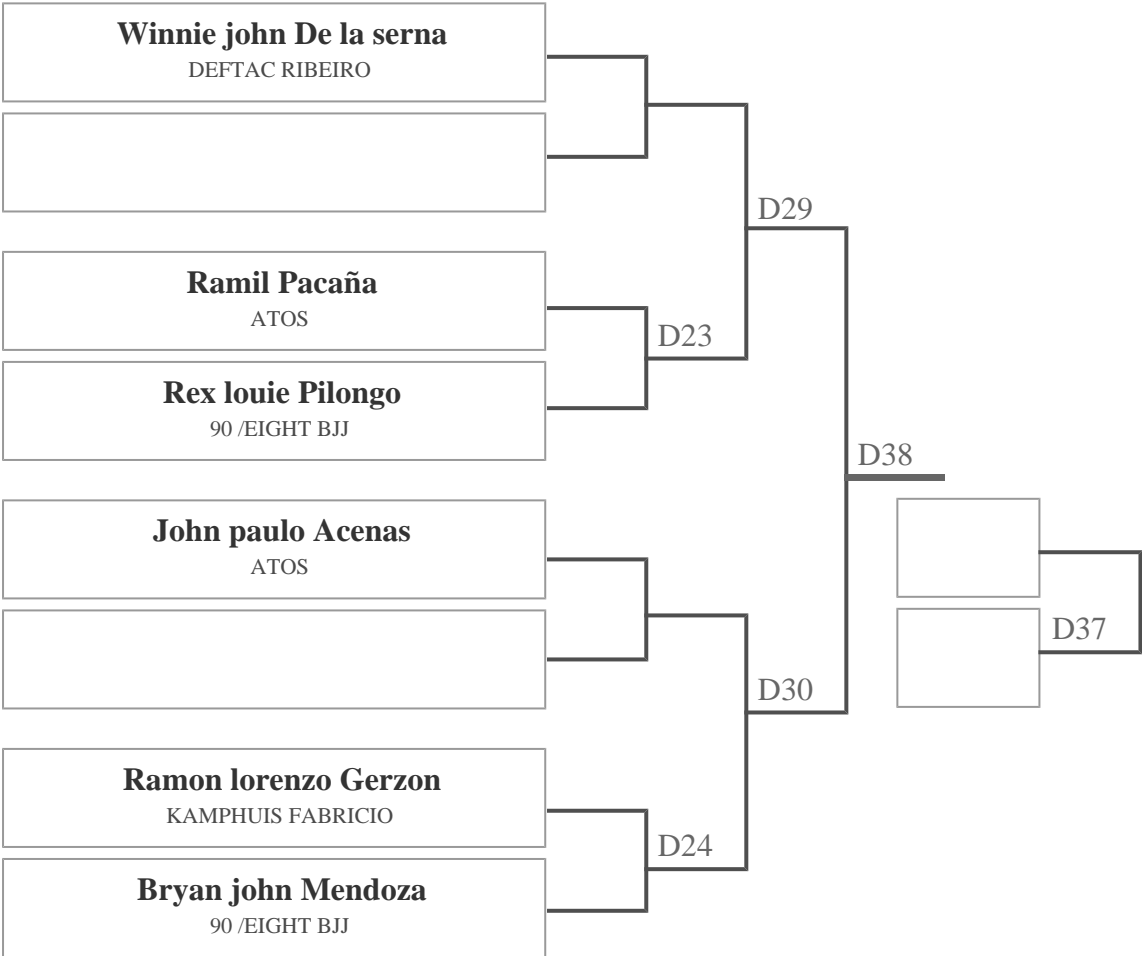 Winnie john De la serna
DEFTAC RIBEIRO
D29
Ramil Pacaña
ATOS
D23
Rex louie Pilongo
90 /EIGHT BJJ
D38
John paulo Acenas
ATOS
D37
D30
Ramon lorenzo Gerzon
KAMPHUIS FABRICIO
D24
Bryan john Mendoza
90 /EIGHT BJJ